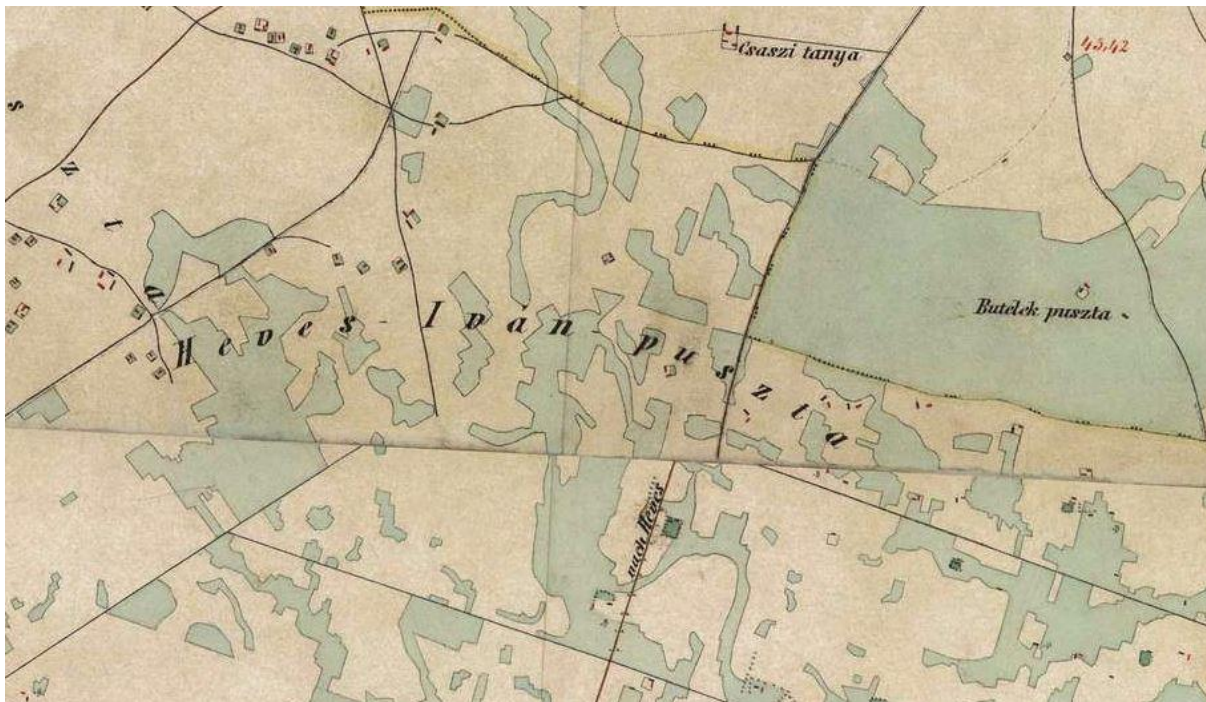 Csaszi tanya
43,42
s z t a
Butelek puszta
Heves-Iván puszta
nach Heves